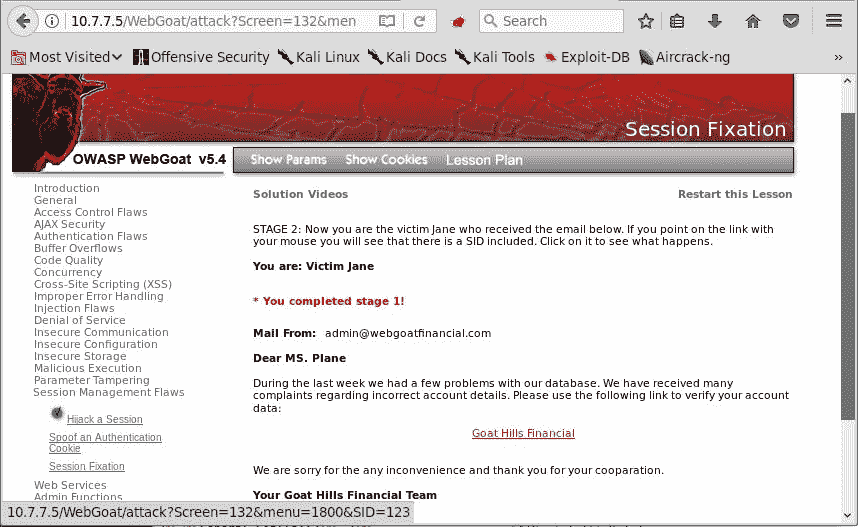 10.7.7.5/WebGoat/attack?Screen=132&men
Search
Most Visited
Offensive Security
Kali Linux
Kali Docs
Kali Tools
Exploit-DB
Aircrack-ng
»
Session Fixation
OWASP WebGoat v5.4
Show Params
Show Cookies
Lesson Plan
Introduction
General
Access Control Flaws
AJAX Security
Authentication Flaws
Buffer Overflows
Code Quality
Concurrency
Cross-Site Scripting (XSS)
Improper Error Handling
Injection Flaws
Denial of Service
Insecure Communication
Insecure Configuration
Insecure Storage
Malicious Execution
Parameter Tampering
Session Management Flaws
Hijack a Session
Spoof an Authentication
Cookie
Session Fixation
Web Services
Admin Functions
Solution Videos
Restart this Lesson
STAGE 2: Now you are the victim Jane who received the email below. If you point on the link with
your mouse you will see that there is a SID included. Click on it to see what happens.
You are: Victim Jane
* You completed stage 1!
Mail From: admin@webgoatfinancial.com
Dear MS. Plane
During the last week we had a few problems with our database. We have received many
complaints regarding incorrect account details. Please use the following link to verify your account
data:
Goat Hills Financial
We are sorry for the any inconvenience and thank you for your cooparation.
Your Goat Hills Financial Team
10.7.7.5/WebGoat/attack?Screen=132&menu=1800&SID=123